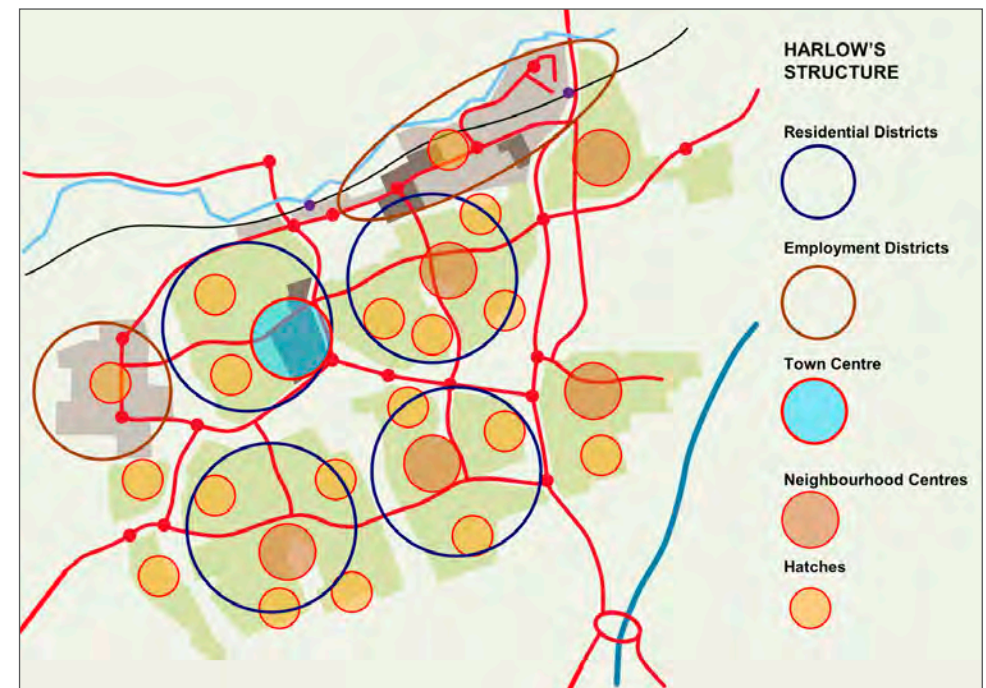 HARLOW'S
STRUCTURE
Residential Districts
Employment Districts
Town Centre
Neighbourhood Centres
Hatches